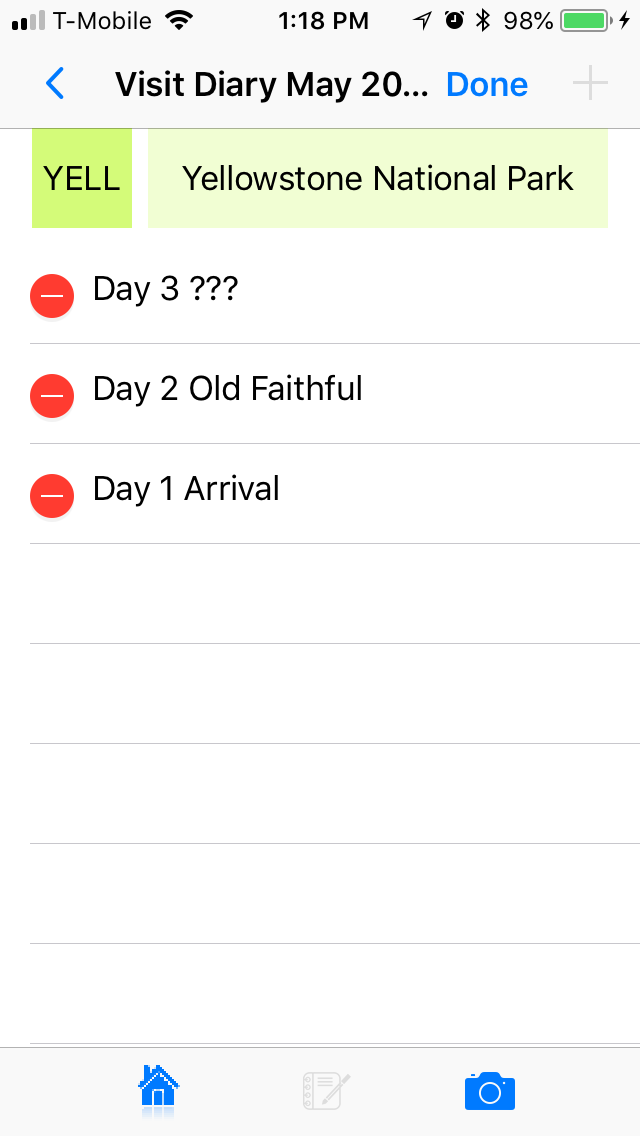 T-Mobile 1:18 PM 98%
Visit Diary May 20... Done
YELL Yellowstone National Park
Day 3 ???
Day 2 Old Faithful
Day 1 Arrival